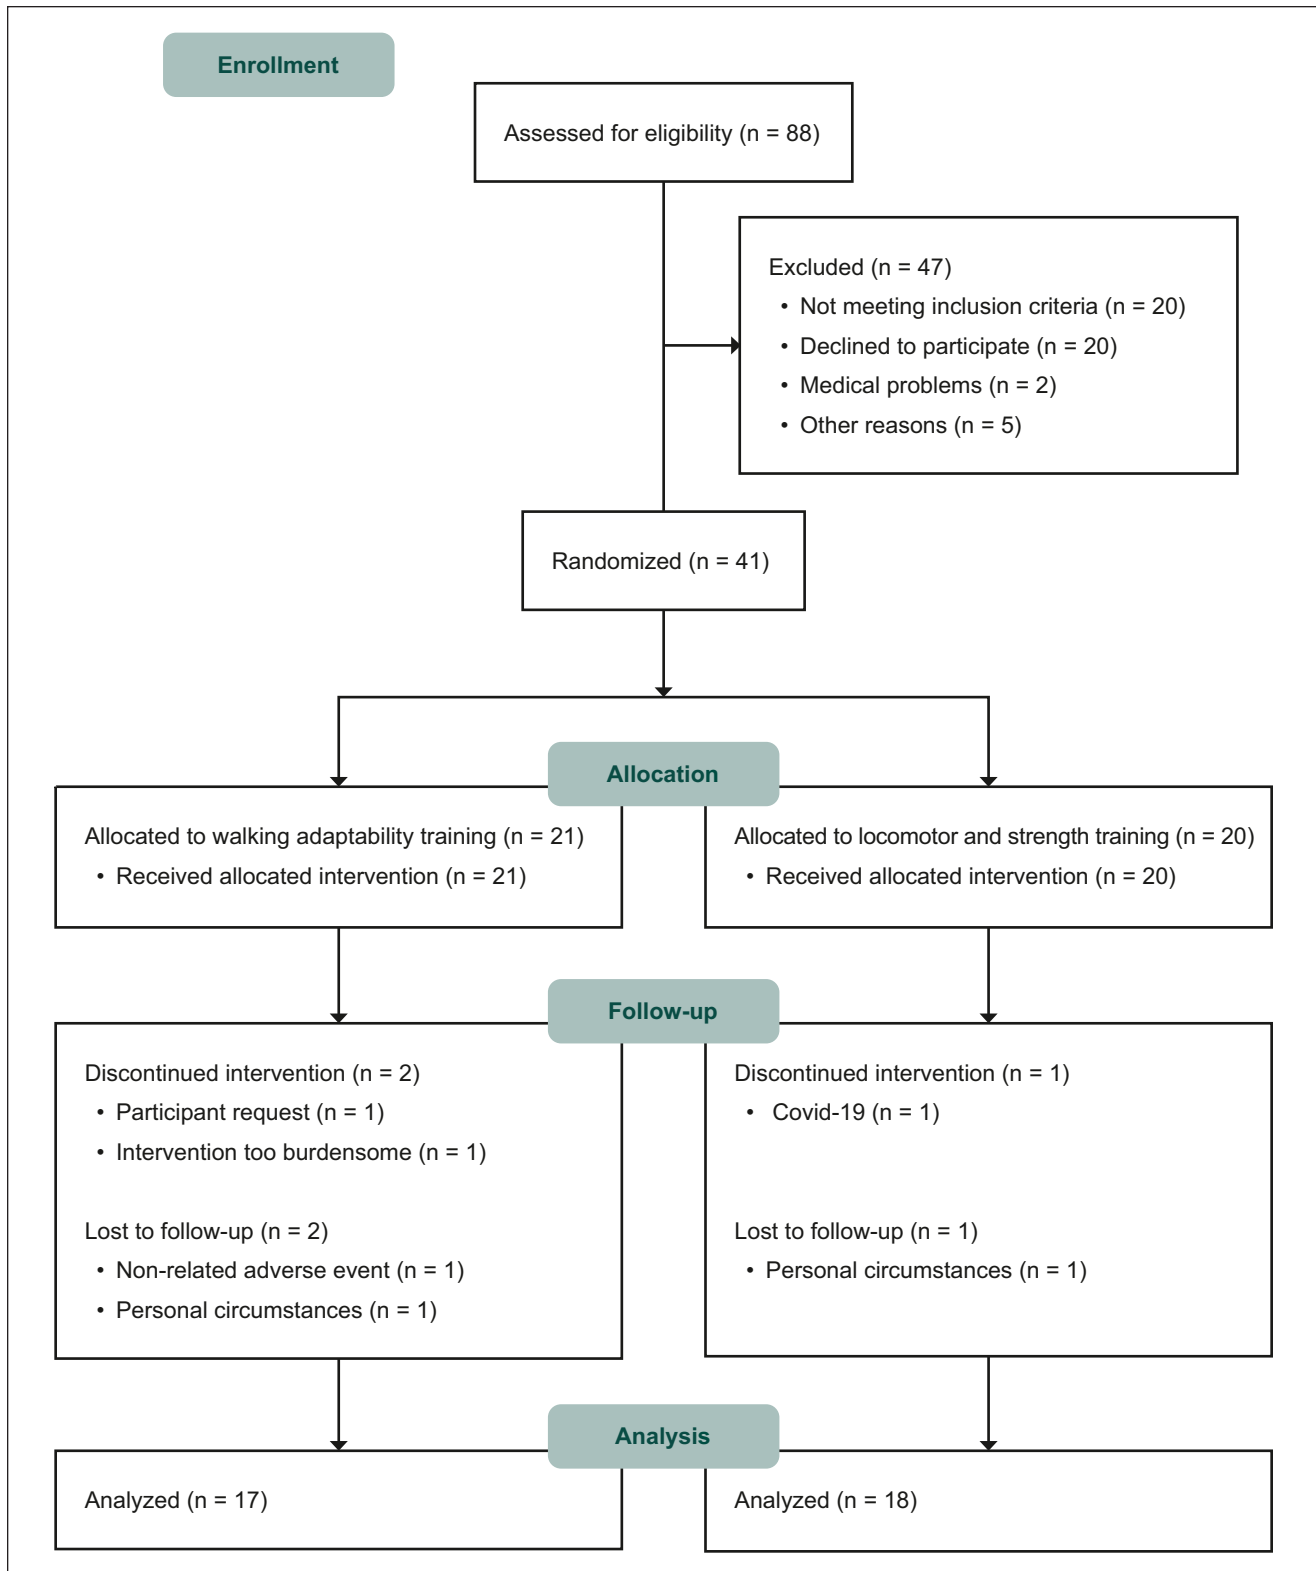 Enrollment
Assessed for eligibility (n = 88)
Excluded (n = 47)
• Not meeting inclusion criteria (n = 20)
• Declined to participate (n = 20)
• Medical problems (n = 2)
• Other reasons (n = 5)
Randomized (n = 41)
Allocation
Allocated to walking adaptability training (n = 21)
• Received allocated intervention (n = 21)
Allocated to locomotor and strength training (n = 20)
• Received allocated intervention (n = 20)
Follow-up
Discontinued intervention (n = 2)
• Participant request (n = 1)
• Intervention too burdensome (n = 1)
Lost to follow-up (n = 2)
• Non-related adverse event (n = 1)
• Personal circumstances (n = 1)
Discontinued intervention (n = 1)
• Covid-19 (n = 1)
Lost to follow-up (n = 1)
• Personal circumstances (n = 1)
Analysis
Analyzed (n = 17)
Analyzed (n = 18)